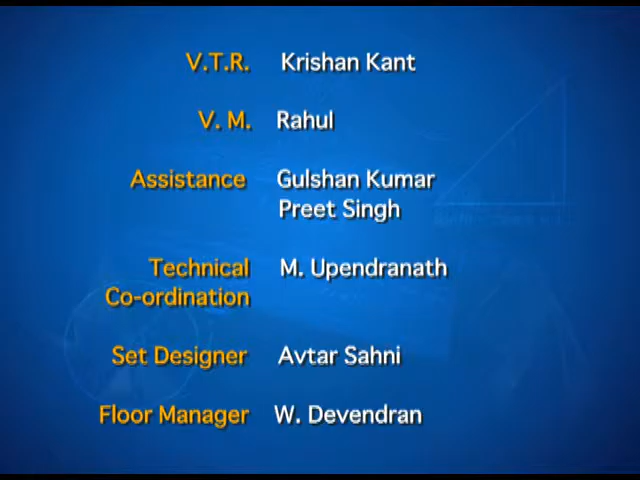 V.T.R. Krishan Kant
V. M. Rahul
Assistance Gulshan Kumar
Preet Singh
Technical M. Upendranath
Co-ordination
Set Designer Avtar Sahni
Floor Manager W. Devendran